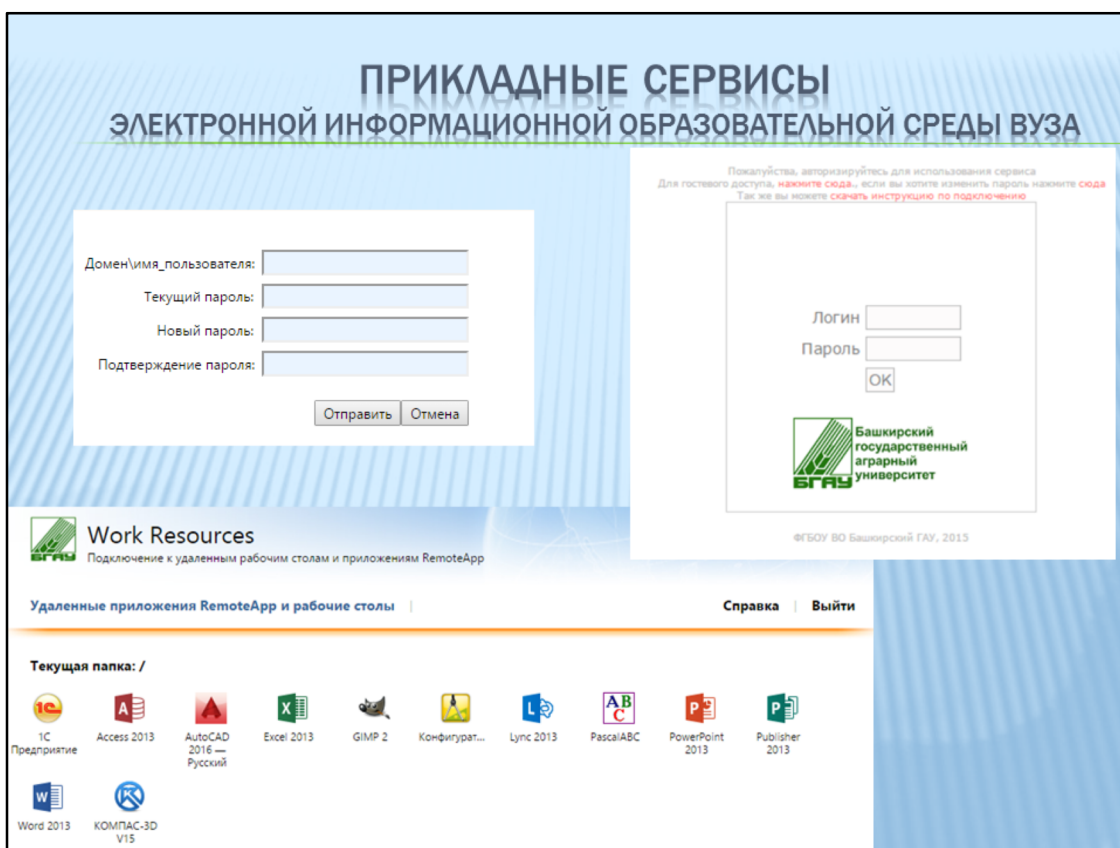 ПРИКЛАДНЫЕ СЕРВИСЫ
ЭЛЕКТРОННОЙ ИНФОРМАЦИОННОЙ ОБРАЗОВАТЕЛЬНОЙ СРЕДЫ ВУЗА
Домен\имя_пользователя:
Текущий пароль:
Новый пароль:
Подтверждение пароля:
Отправить Отмена
Пожалуйства, авторизируйтесь для использования сервиса
Для гостевого доступа, нажмите сюда., если вы хотите изменить пароль нажмите сюда
Так же вы можете скачать инструкцию по подключению
Логин
Пароль
OK
Башкирский
государственный
аграрный
университет
БГАУ
ФГБОУ ВО Башкирский ГАУ, 2015
БГАУ
Work Resources
Подключение к удаленным рабочим столам и приложениям RemoteApp
Удаленные приложения RemoteApp и рабочие столы | Справка | Выйти
Текущая папка: /
1С Предприятие
Access 2013
AutoCAD 2016 — Русский
Excel 2013
GIMP 2
Конфигурат...
Lync 2013
PascalABC
PowerPoint 2013
Publisher 2013
Word 2013
КОМПАС-3D V15